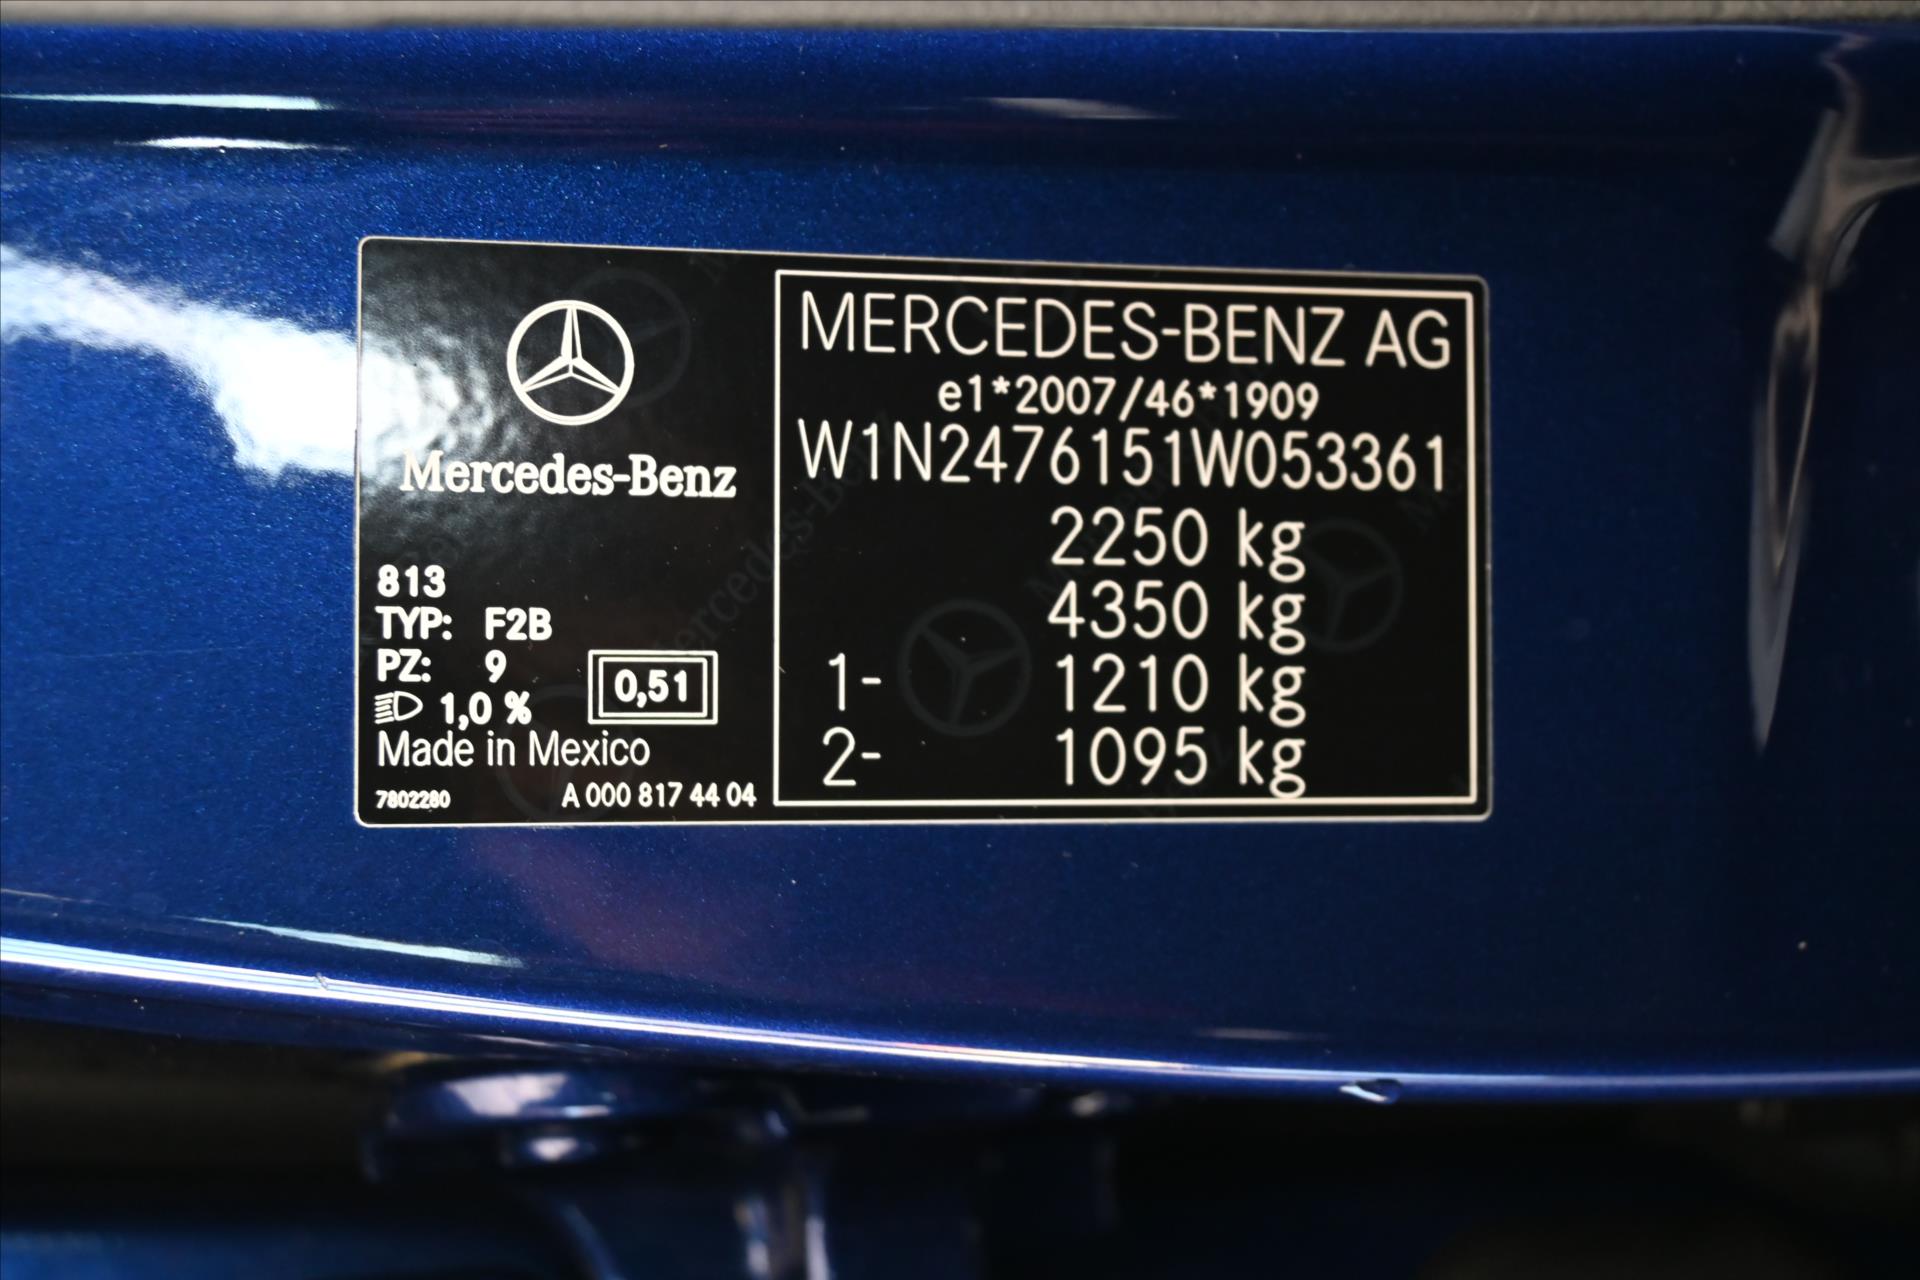 Mercedes-Benz
813
TYP: F2B
PZ: 9
1,0 %
0,51
Made in Mexico
7802280
A 000 817 44 04
MERCEDES-BENZ AG
e1*2007/46*1909
W1N2476151W053361
2250 kg
4350 kg
1- 1210 kg
2- 1095 kg